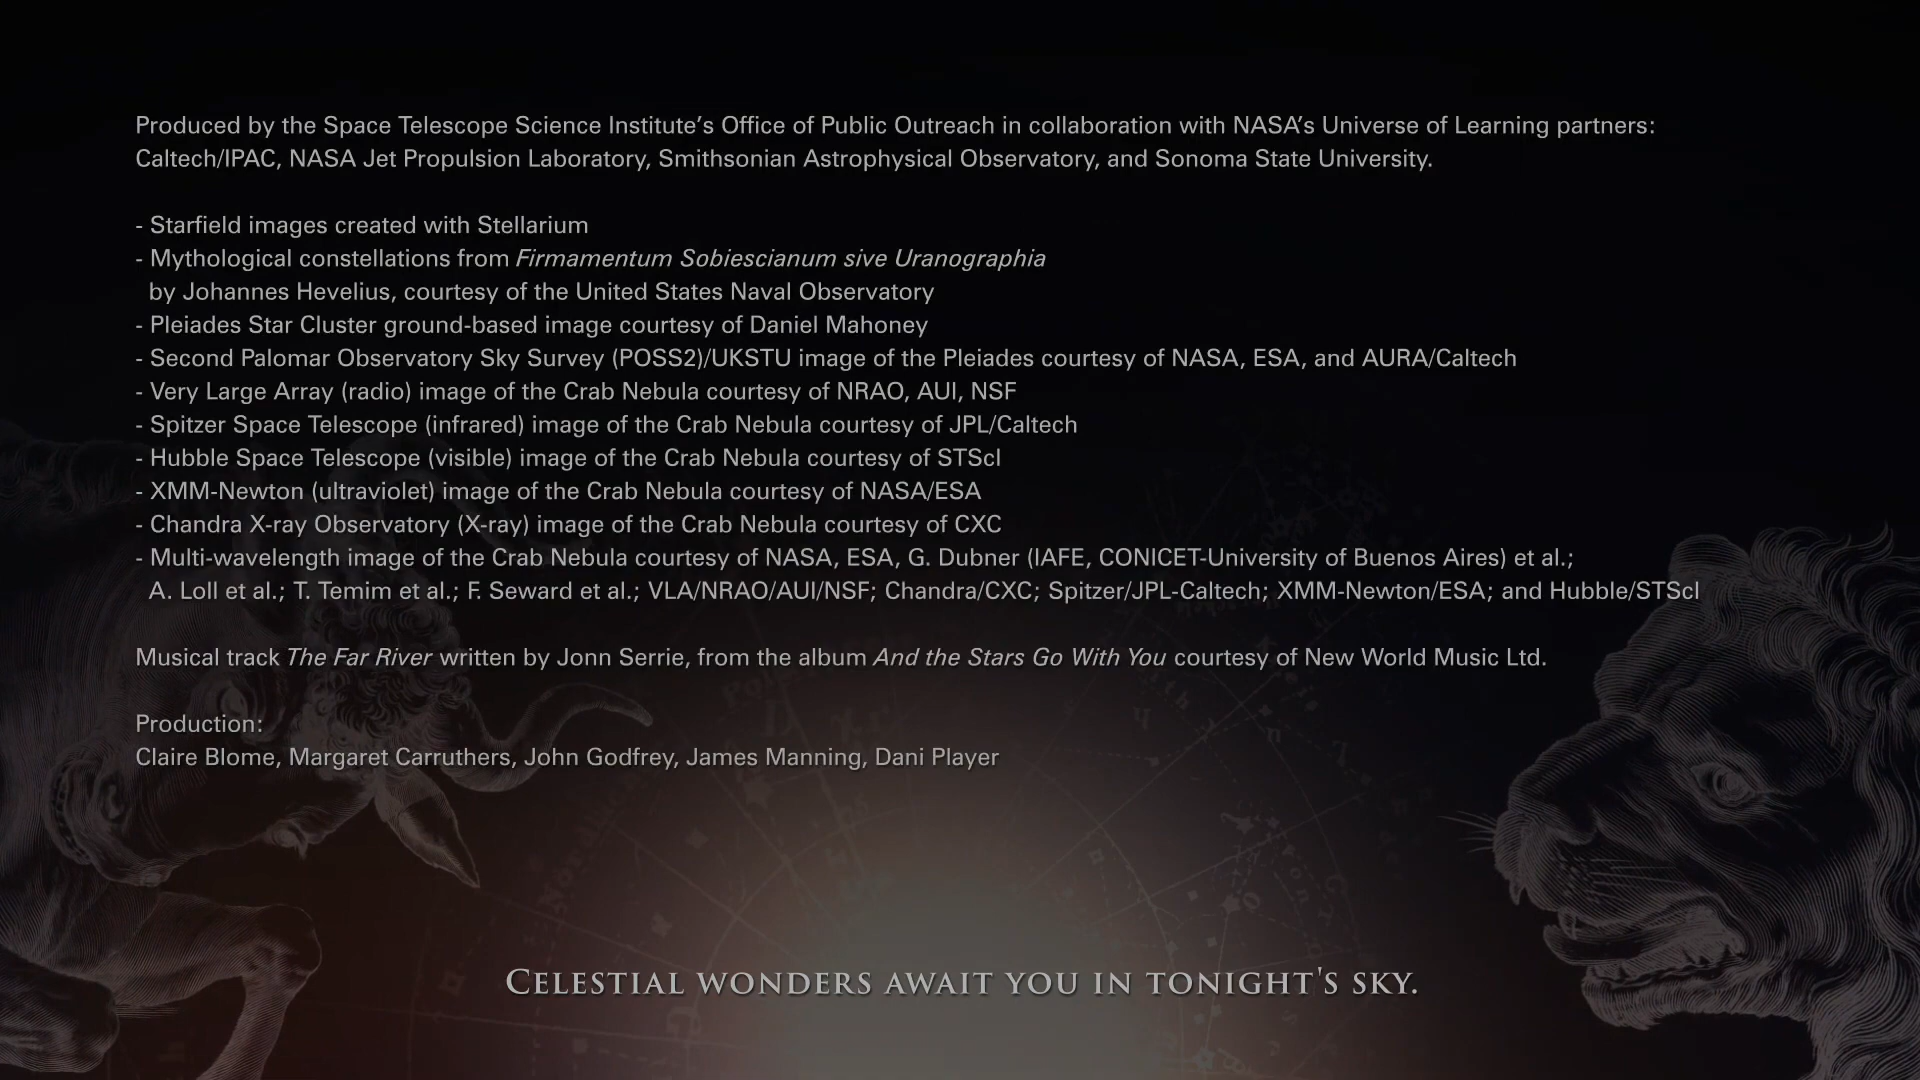 Produced by the Space Telescope Science Institute’s Office of Public Outreach in collaboration with NASA’s Universe of Learning partners:
Caltech/IPAC, NASA Jet Propulsion Laboratory, Smithsonian Astrophysical Observatory, and Sonoma State University.
- Starfield images created with Stellarium
- Mythological constellations from Firmamentum Sobiescianum sive Uranographia
by Johannes Hevelius, courtesy of the United States Naval Observatory
- Pleiades Star Cluster ground-based image courtesy of Daniel Mahoney
- Second Palomar Observatory Sky Survey (POSS2)/UKSTU image of the Pleiades courtesy of NASA, ESA, and AURA/Caltech
- Very Large Array (radio) image of the Crab Nebula courtesy of NRAO, AUI, NSF
- Spitzer Space Telescope (infrared) image of the Crab Nebula courtesy of JPL/Caltech
- Hubble Space Telescope (visible) image of the Crab Nebula courtesy of STScI
- XMM-Newton (ultraviolet) image of the Crab Nebula courtesy of NASA/ESA
- Chandra X-ray Observatory (X-ray) image of the Crab Nebula courtesy of CXC
- Multi-wavelength image of the Crab Nebula courtesy of NASA, ESA, G. Dubner (IAFE, CONICET-University of Buenos Aires) et al.;
A. Loll et al.; T. Temim et al.; F. Seward et al.; VLA/NRAO/AUI/NSF; Chandra/CXC; Spitzer/JPL-Caltech; XMM-Newton/ESA; and Hubble/STScI
Musical track The Far River written by Jonn Serrie, from the album And the Stars Go With You courtesy of New World Music Ltd.
Production:
Claire Blome, Margaret Carruthers, John Godfrey, James Manning, Dani Player
CELESTIAL WONDERS AWAIT YOU IN TONIGHT'S SKY.